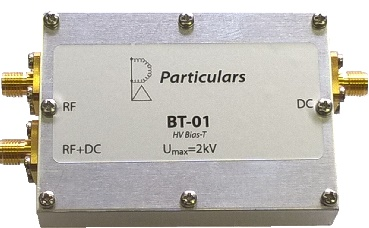 Particulars
RF
DC
BT-01
HV Bias-T
RF+DC
Umax=2kV